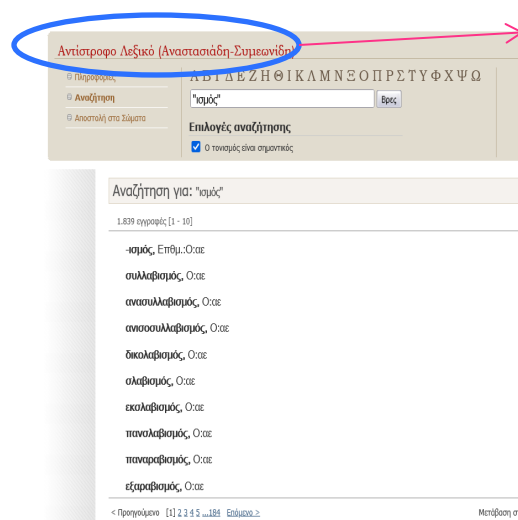 Αντίστροφο Λεξικό (Αναστασιάδη-Συμεωνίδη)
Πληροφορίες
Α Β Γ Δ Ε Ζ Η Θ Ι Κ Λ Μ Ν Ξ Ο Π Ρ Σ Τ Υ Φ Χ Ψ Ω
Αναζήτηση
"ισμός"
Βρες
Αποστολή στα Σώματα
Επιλογές αναζήτησης
Ο τονισμός είναι σημαντικός
Αναζήτηση για: "ισμός"
1.839 εγγραφές [1 - 10]
-ισμός, Επθμ.:Ο:αε
συλλαβισμός, Ο:αε
ανασυλλαβισμός, Ο:αε
ανισοσυλλαβισμός, Ο:αε
δικολαβισμός, Ο:αε
σλαβισμός, Ο:αε
εκσλαβισμός, Ο:αε
πανσλαβισμός, Ο:αε
παναραβισμός, Ο:αε
εξαραβισμός, Ο:αε
< Προηγούμενο [1] 2 3 4 5 ...184 Επόμενο > Μετάβαση σ